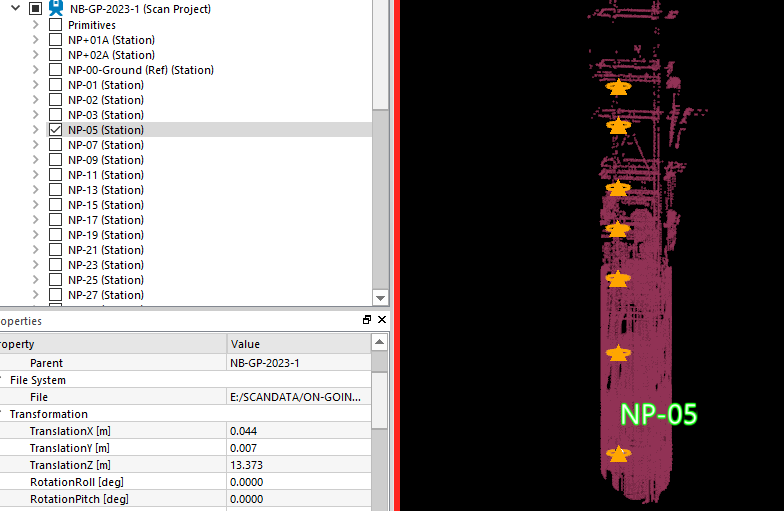 NB-GP-2023-1 (Scan Project)
Primitives
NP+01A (Station)
NP+02A (Station)
NP-00-Ground (Ref) (Station)
NP-01 (Station)
NP-02 (Station)
NP-03 (Station)
NP-05 (Station)
NP-07 (Station)
NP-09 (Station)
NP-11 (Station)
NP-13 (Station)
NP-15 (Station)
NP-17 (Station)
NP-19 (Station)
NP-21 (Station)
NP-23 (Station)
NP-25 (Station)
NP-27 (Station)
operties
operty Value
Parent NB-GP-2023-1
File System
File E:/SCANDATA/ON-GOIN...
Transformation
TranslationX [m] 0.044
TranslationY [m] 0.007
TranslationZ [m] 13.373
RotationRoll [deg] 0.0000
RotationPitch [deg] 0.0000
NP-05